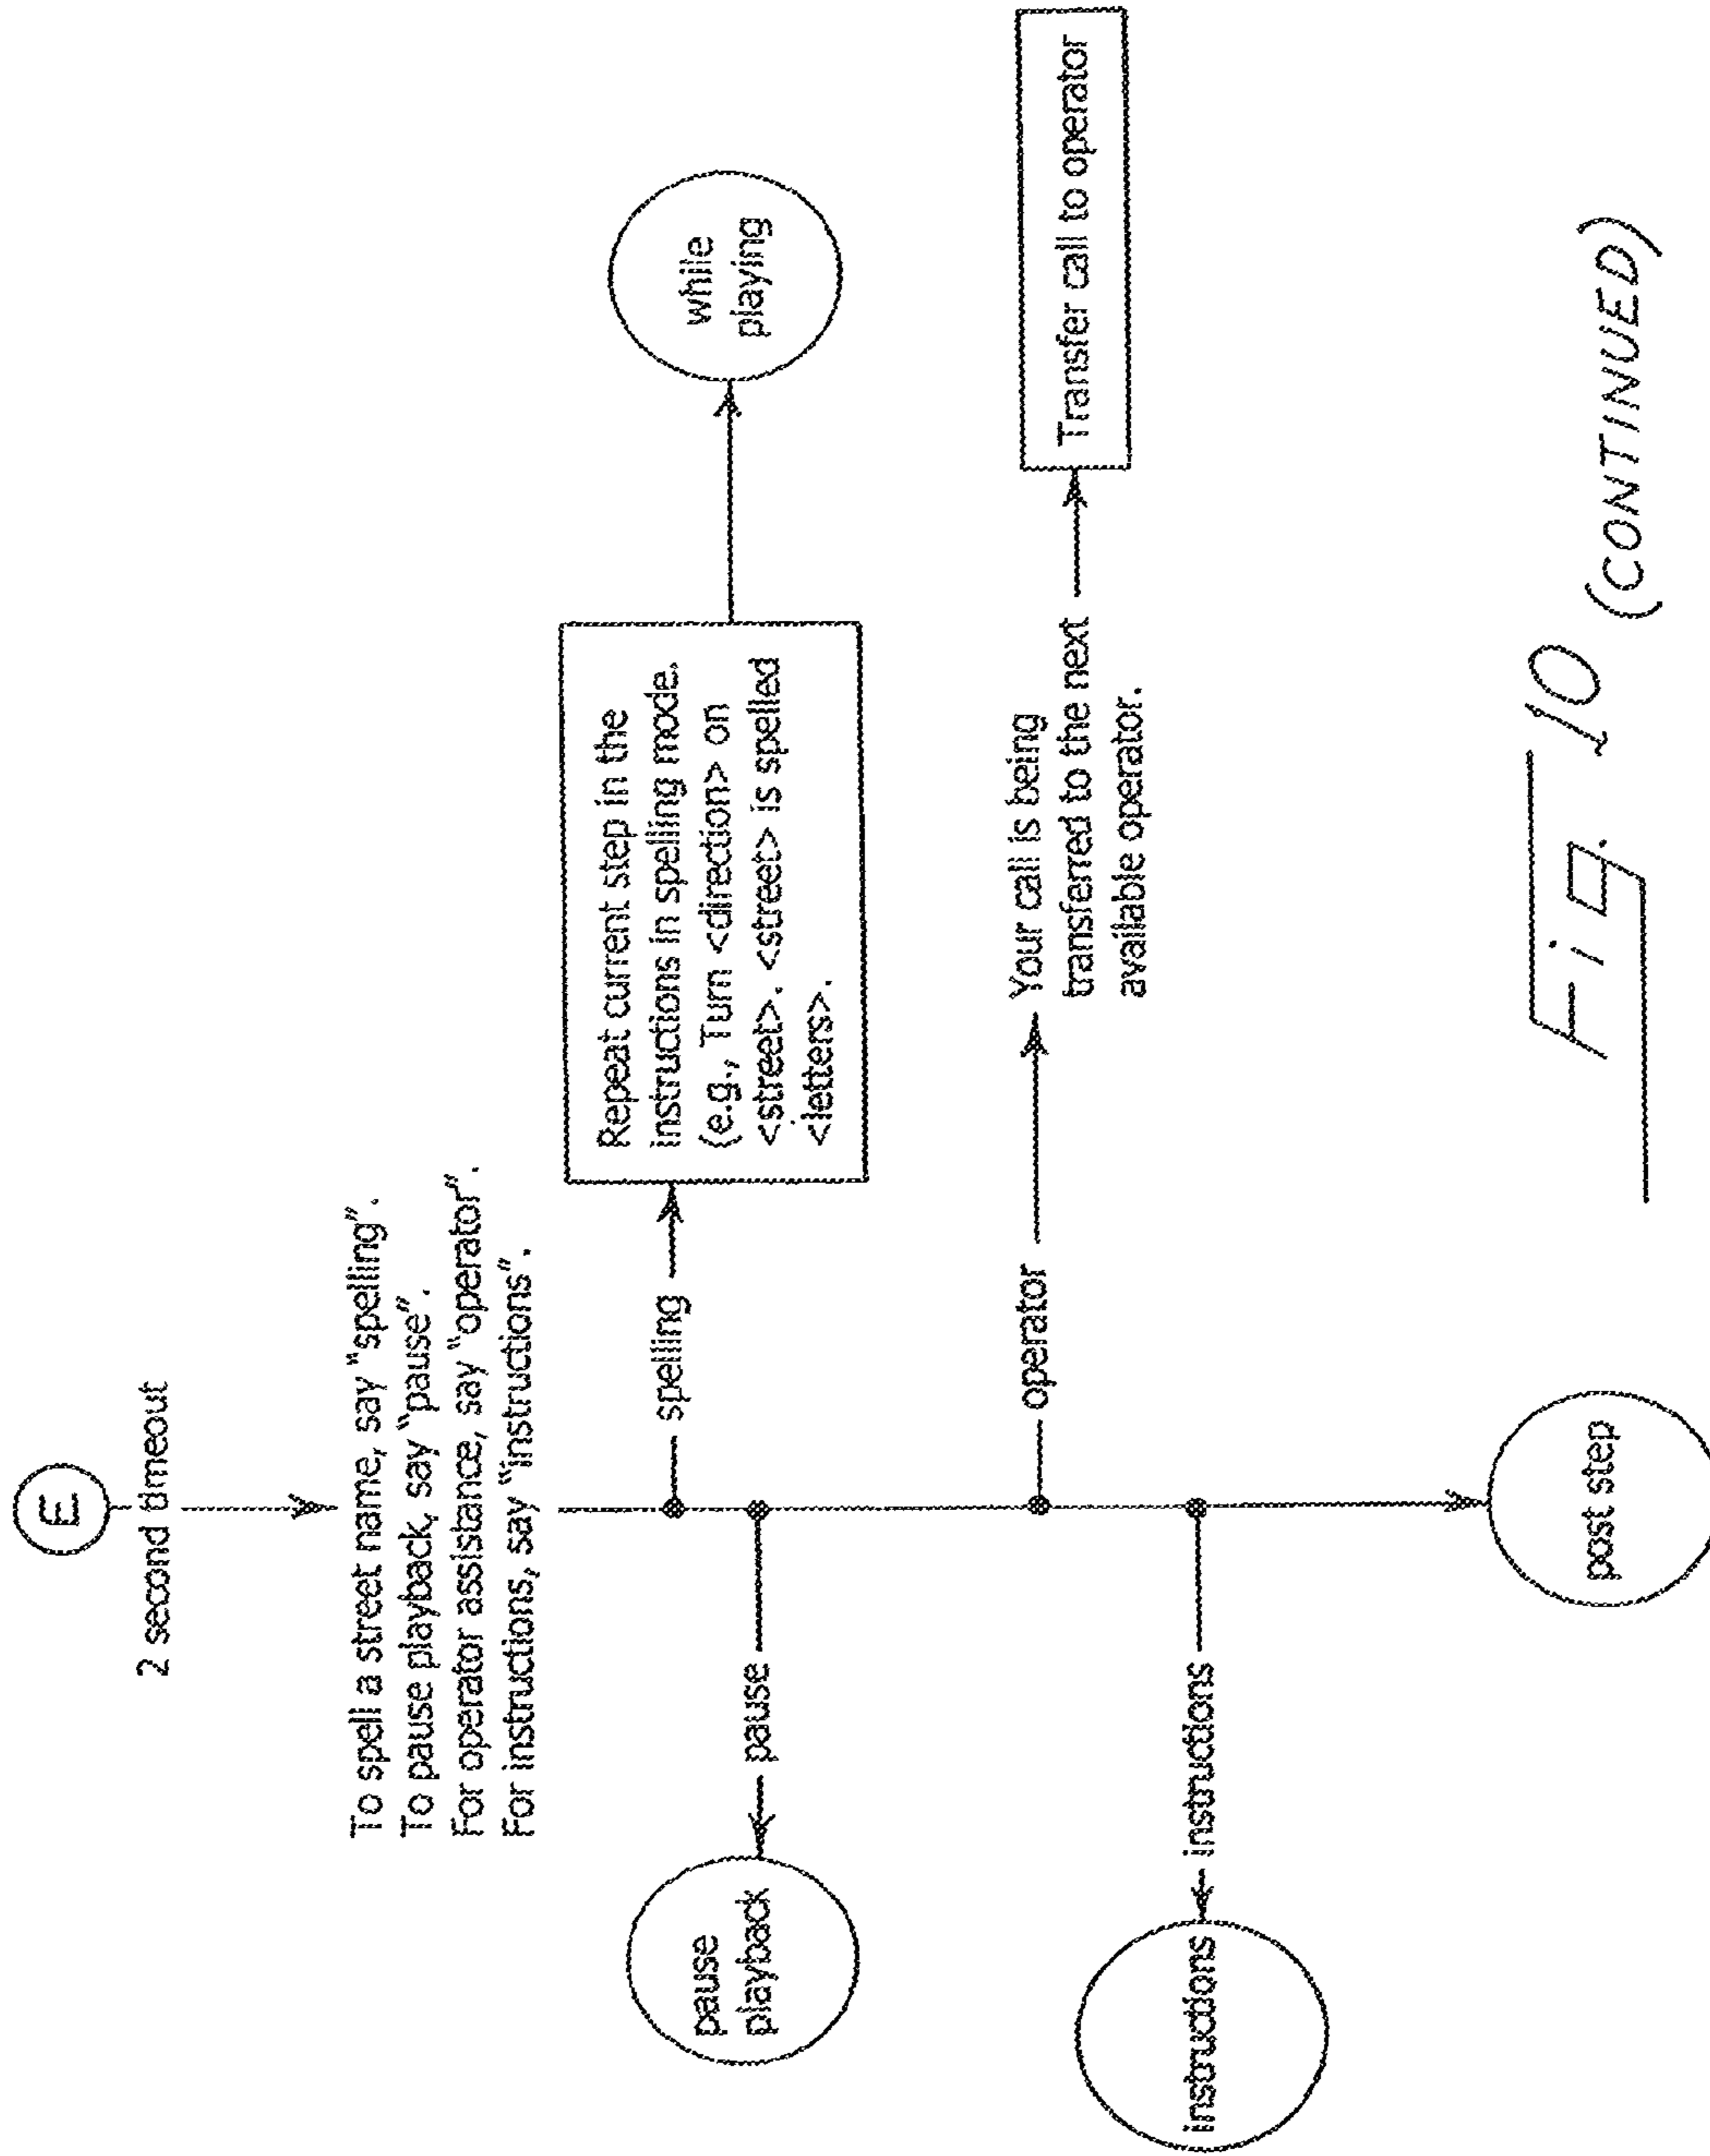 E
2 second timeout
To spell a street name, say "spelling".
To pause playback, say "pause".
For operator assistance, say "operator".
For instructions, say "instructions".
spelling
Repeat current step in the
instructions in spelling mode.
(e.g., Turn <direction> on
<street>. <street> is spelled
<letters>.
while
playing
pause
pause
playback
operator
Your call is being
transferred to the next
available operator.
Transfer call to operator
instructions
instructions
post step
Fig. 10 (CONTINUED)